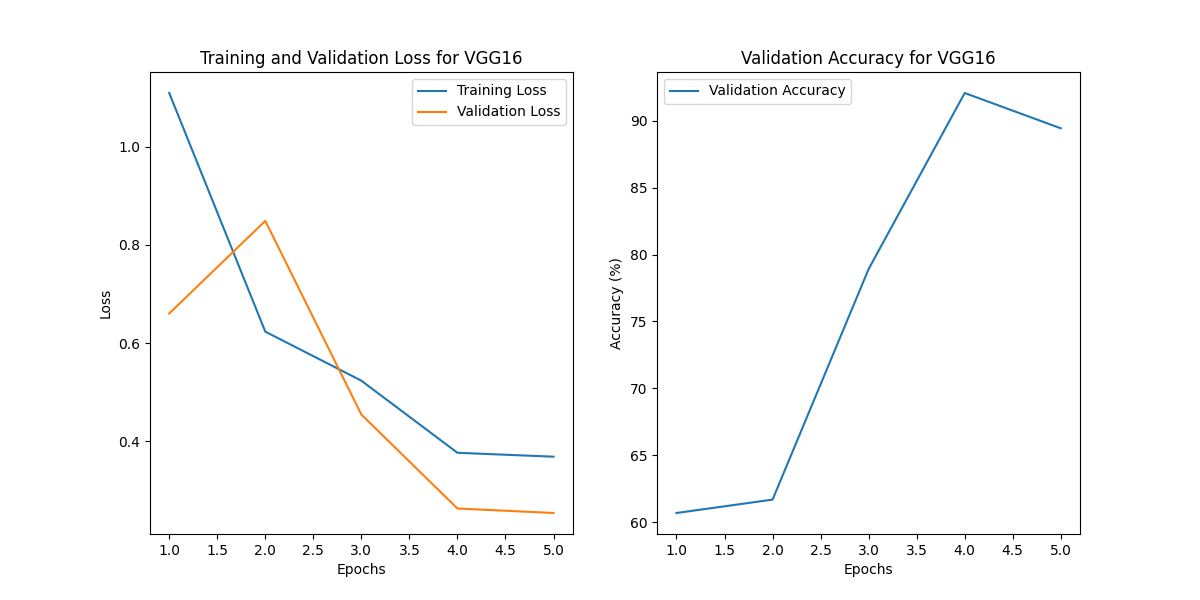 Training and Validation Loss for VGG16
Training Loss
Validation Loss
1.0
0.8
0.6
0.4
Loss
1.0 1.5 2.0 2.5 3.0 3.5 4.0 4.5 5.0
Epochs
Validation Accuracy for VGG16
Validation Accuracy
90
85
80
75
70
65
60
Accuracy (%)
1.0 1.5 2.0 2.5 3.0 3.5 4.0 4.5 5.0
Epochs